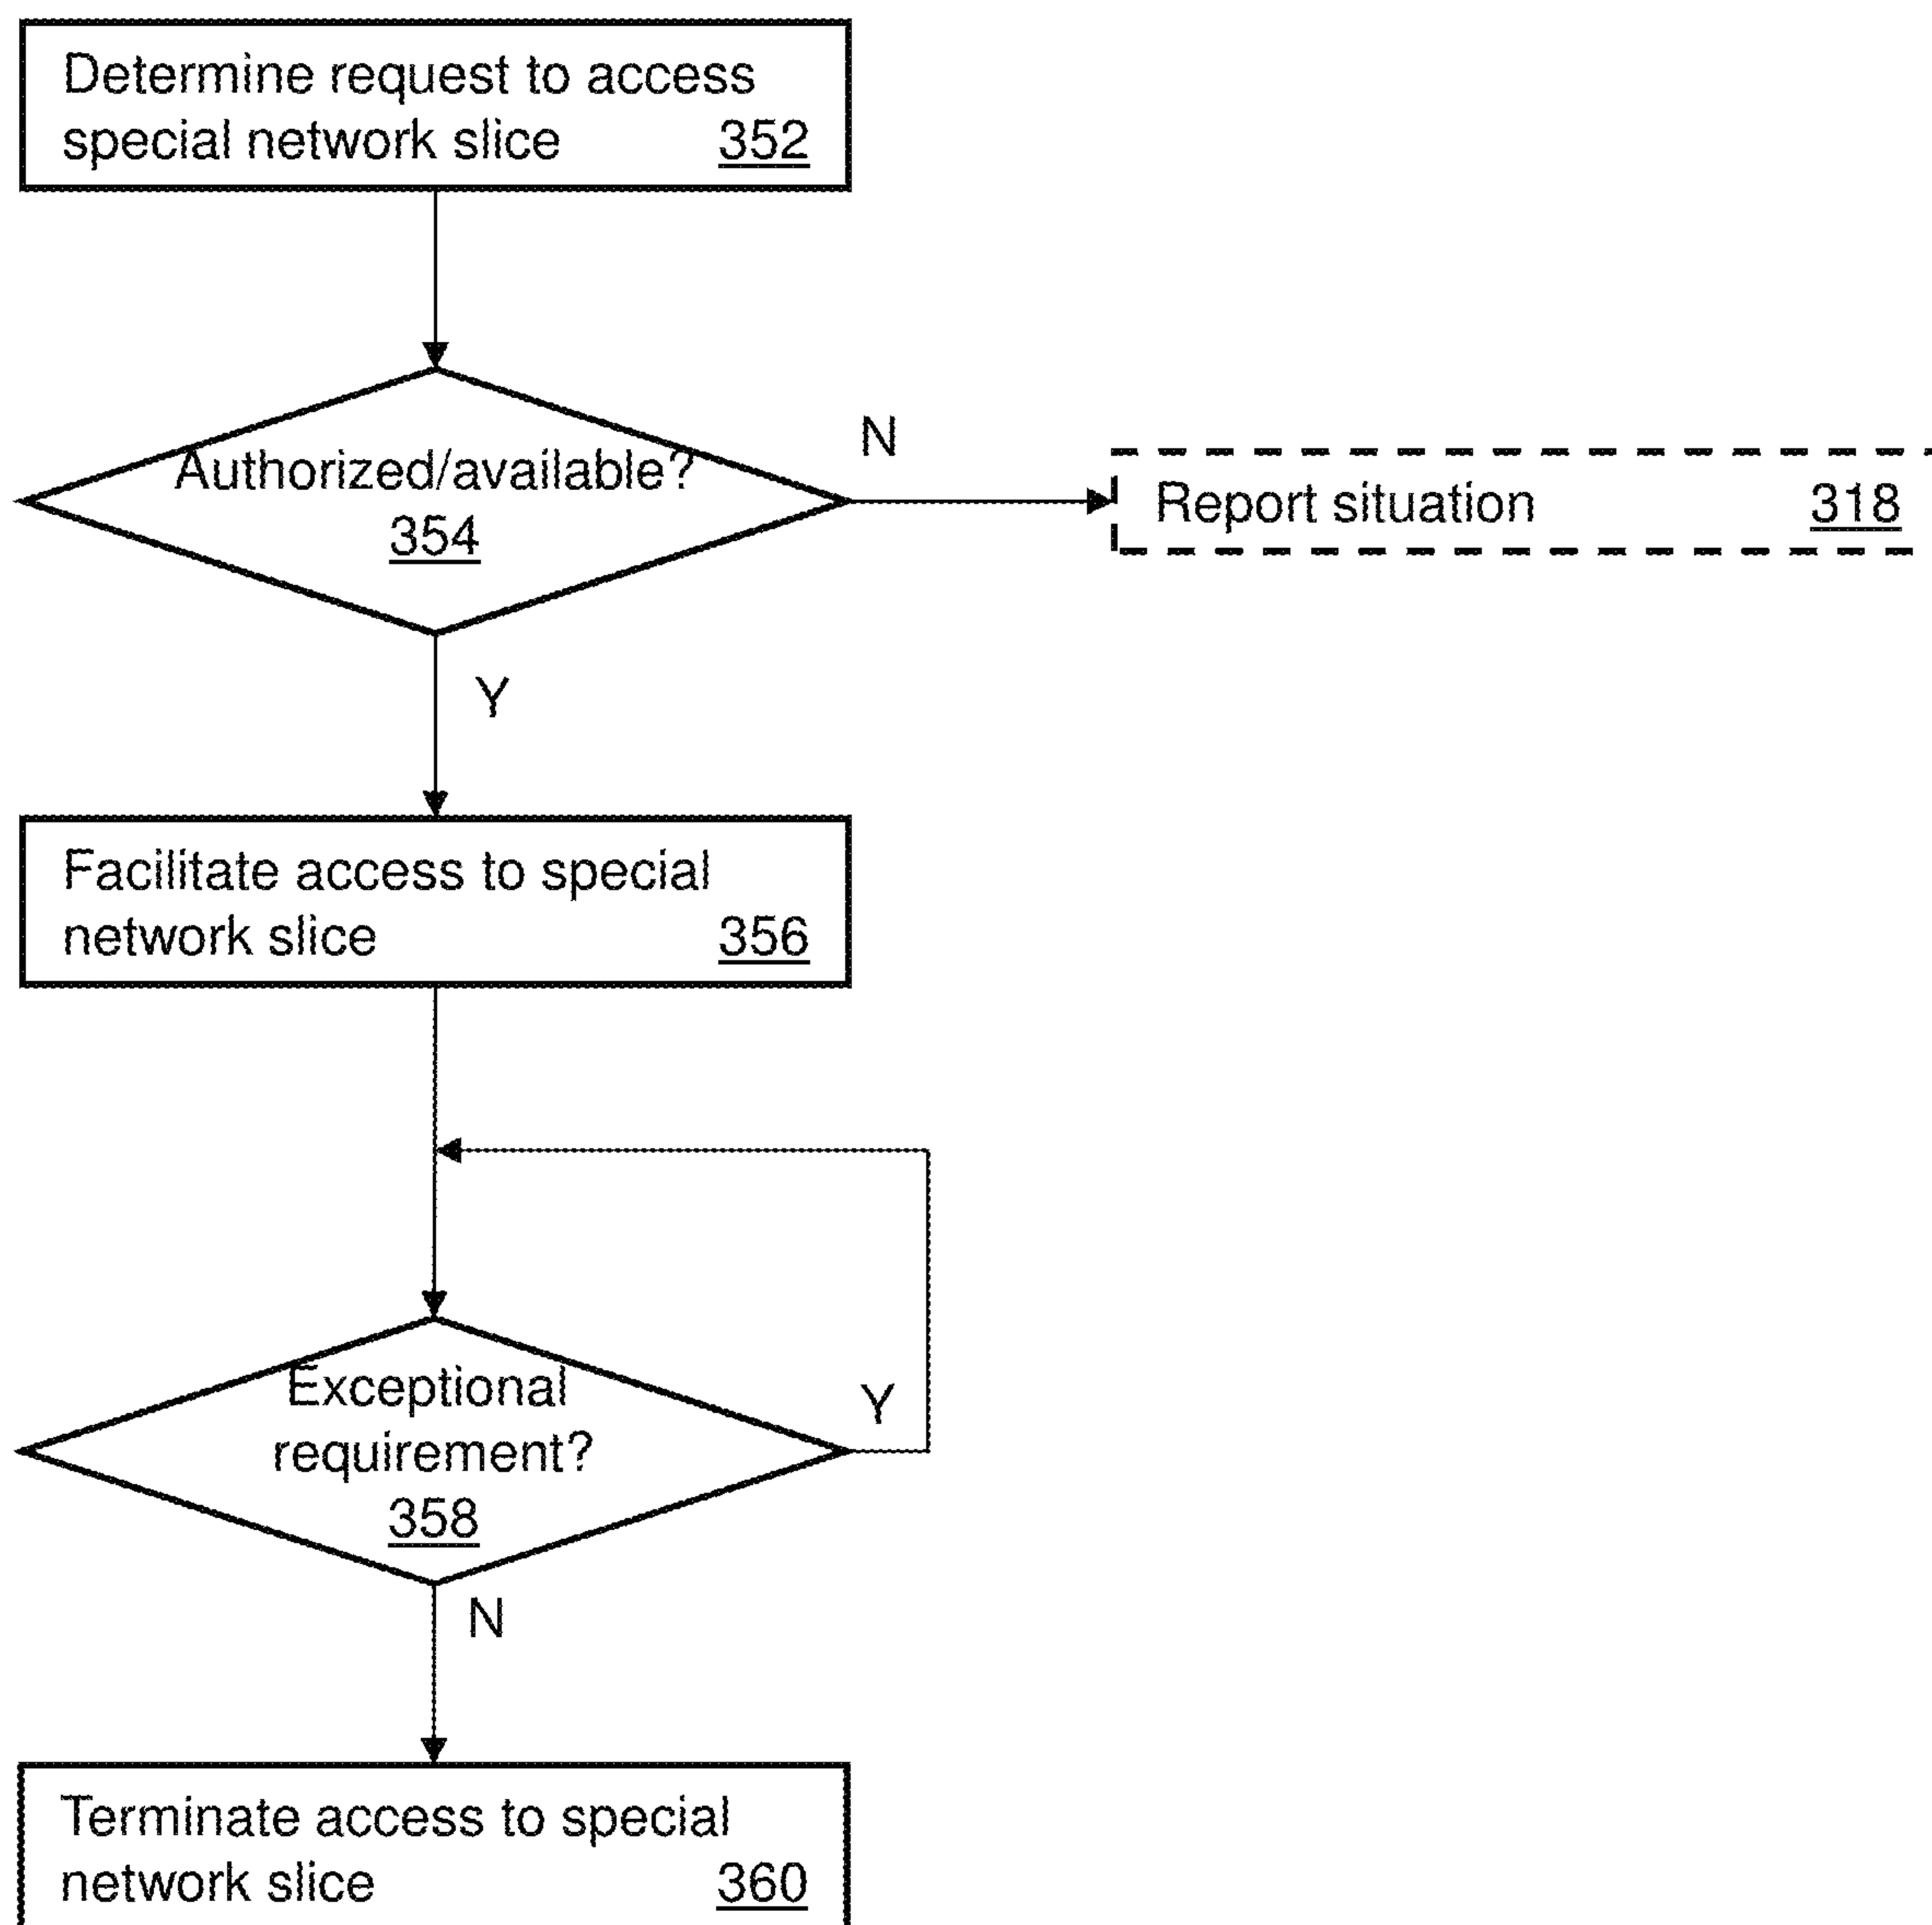 Determine request to access
special network slice 352
Authorized/available?
354
N
Report situation 318
Y
Facilitate access to special
network slice 356
Exceptional
requirement?
358
Y
N
Terminate access to special
network slice 360